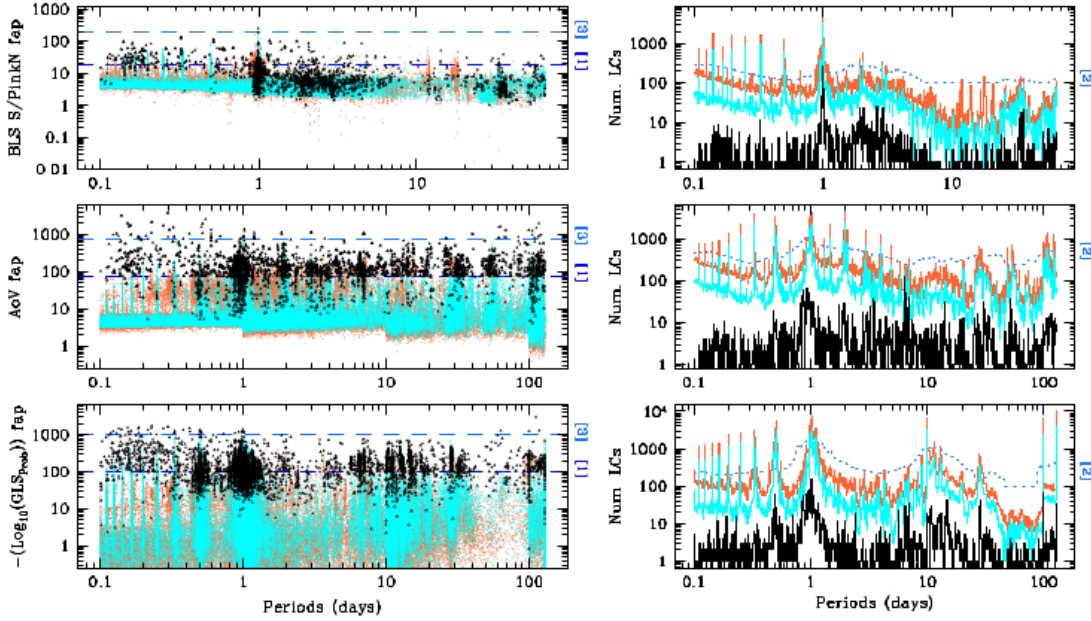 BLS S/PinkN fap
1000
100
10
1
0.1
0.01
[3]
[1]
0.1 1 10
Num. LCs
1000
100
10
1
[2]
0.1 1 10
AoV fap
1000
100
10
1
[3]
[1]
0.1 1 10 100
Num. LCs
1000
100
10
1
[2]
0.1 1 10 100
-(Log10(GLSProb)) fap
1000
100
10
1
[3]
[1]
0.1 1 10 100
Periods (days)
Num LCs
10^4
1000
100
10
1
[2]
0.1 1 10 100
Periods (days)